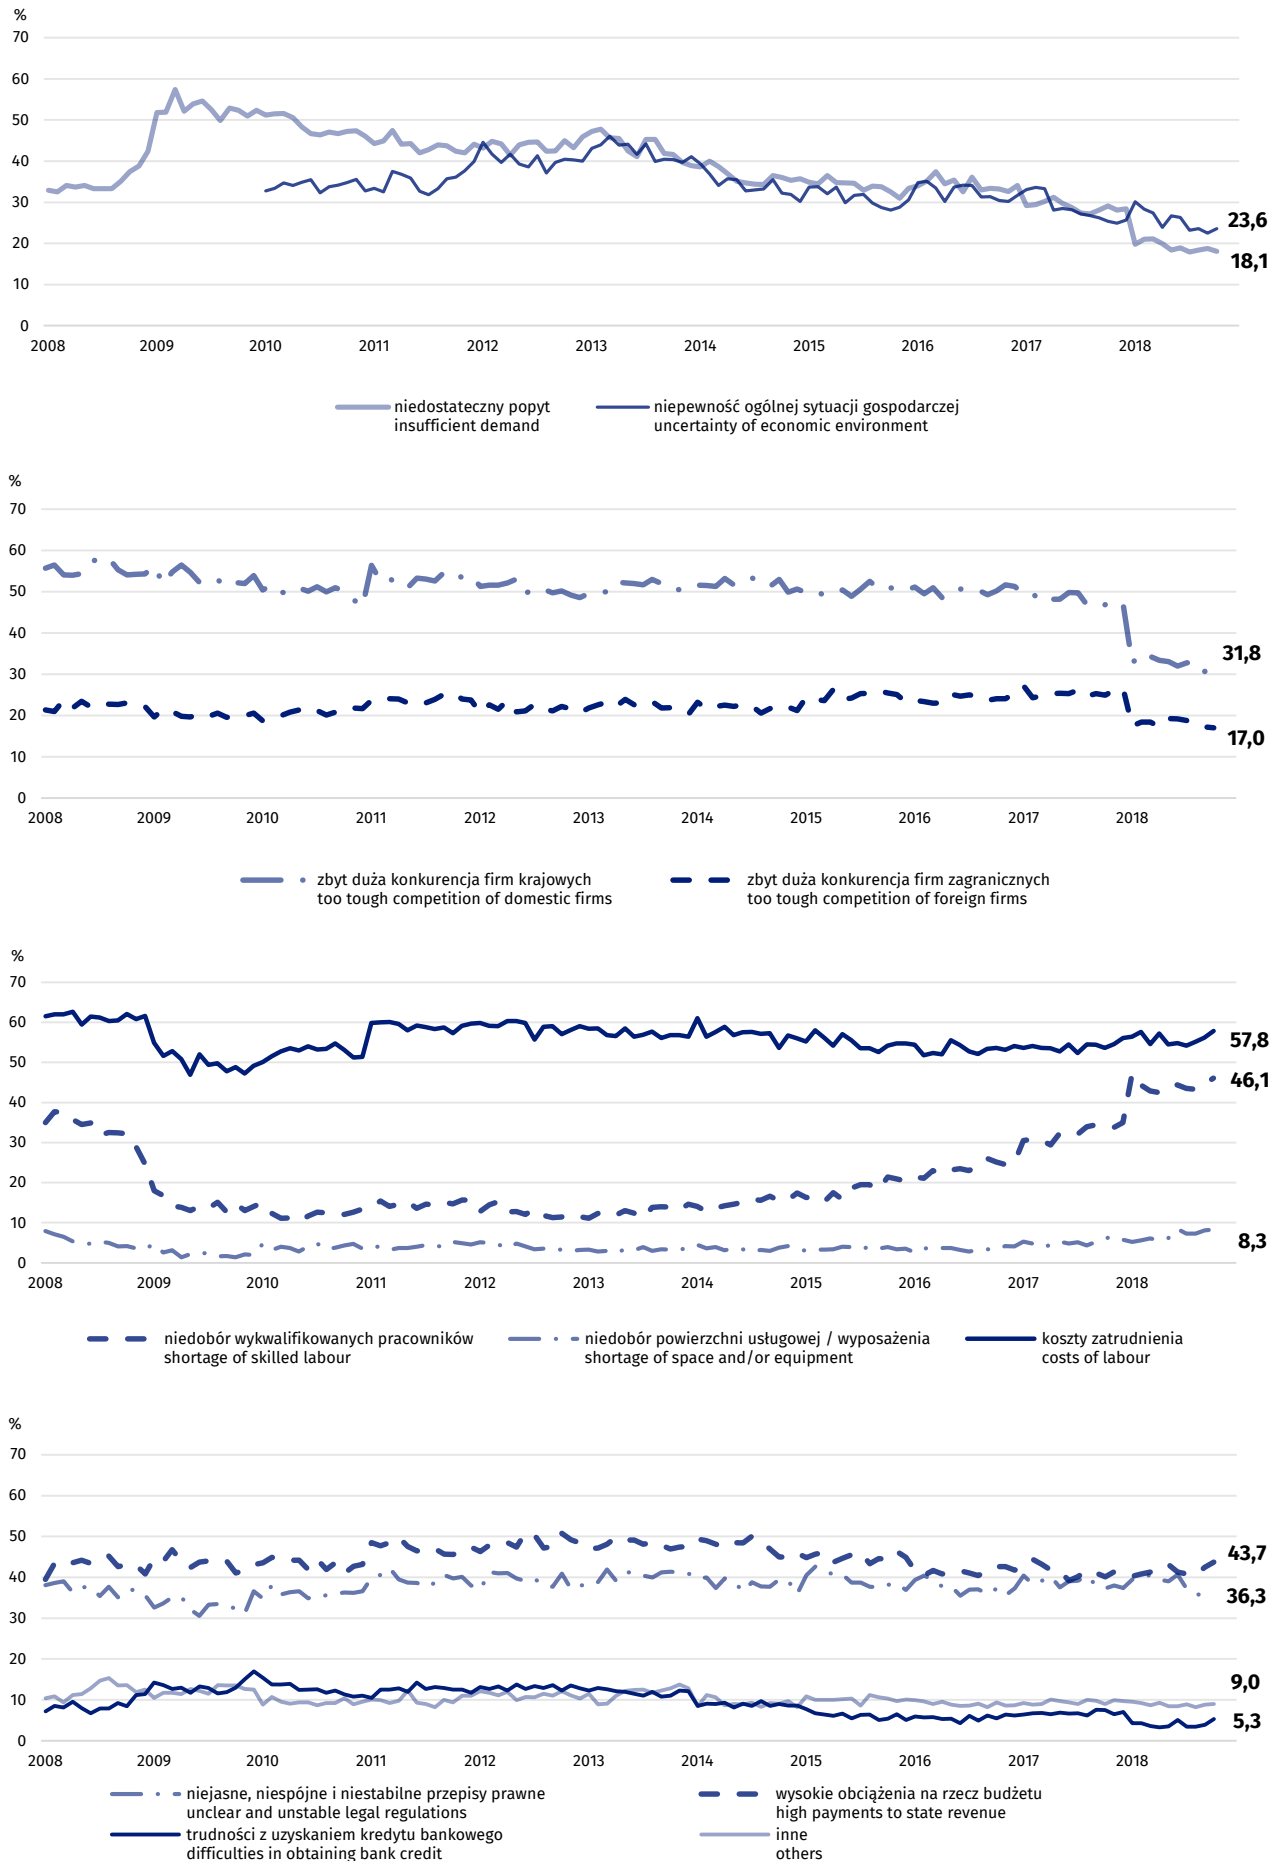 %
70
60
50
40
30
20
10
0
23,6
18,1
2008 2009 2010 2011 2012 2013 2014 2015 2016 2017 2018
niedostateczny popyt
insufficient demand
niepewność ogólnej sytuacji gospodarczej
uncertainty of economic environment
%
70
60
50
40
30
20
10
0
31,8
17,0
2008 2009 2010 2011 2012 2013 2014 2015 2016 2017 2018
zbyt duża konkurencja firm krajowych
too tough competition of domestic firms
zbyt duża konkurencja firm zagranicznych
too tough competition of foreign firms
%
70
60
50
40
30
20
10
0
57,8
46,1
8,3
2008 2009 2010 2011 2012 2013 2014 2015 2016 2017 2018
niedobór wykwalifikowanych pracowników
shortage of skilled labour
niedobór powierzchni usługowej / wyposażenia
shortage of space and/or equipment
koszty zatrudnienia
costs of labour
%
70
60
50
40
30
20
10
0
43,7
36,3
9,0
5,3
2008 2009 2010 2011 2012 2013 2014 2015 2016 2017 2018
niejasne, niespójne i niestabilne przepisy prawne
unclear and unstable legal regulations
wysokie obciążenia na rzecz budżetu
high payments to state revenue
trudności z uzyskaniem kredytu bankowego
difficulties in obtaining bank credit
inne
others